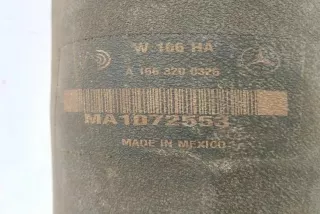 W 166 HA
A 166 320 0325
MA1072553
MADE IN MEXICO